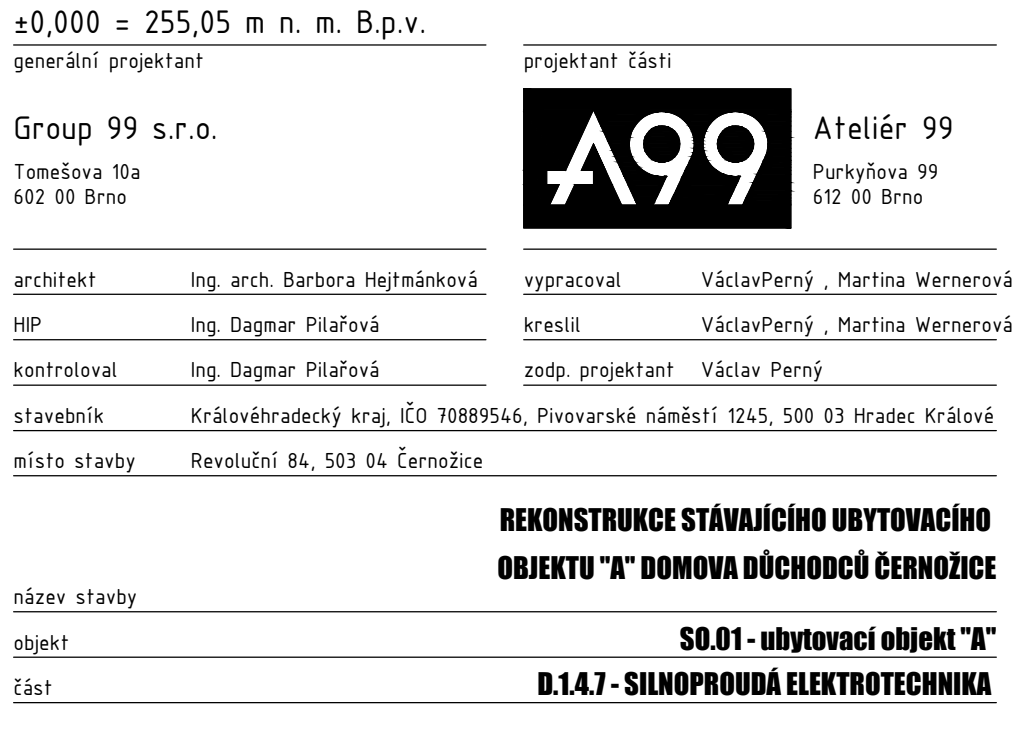 ±0,000 = 255,05 m n. m. B.p.v.
generální projektant
Group 99 s.r.o.
Tomešova 10a
602 00 Brno
projektant části
A99
Ateliér 99
Purkyňova 99
612 00 Brno
architekt Ing. arch. Barbora Hejtmánková
HIP Ing. Dagmar Pilařová
kontroloval Ing. Dagmar Pilařová
vypracoval VáclavPerný , Martina Wernerová
kreslil VáclavPerný , Martina Wernerová
zodp. projektant Václav Perný
stavebník Královéhradecký kraj, IČO 70889546, Pivovarské náměstí 1245, 500 03 Hradec Králové
místo stavby Revoluční 84, 503 04 Černožice
REKONSTRUKCE STÁVAJÍCÍHO UBYTOVACÍHO
OBJEKTU "A" DOMOVA DŮCHODCŮ ČERNOŽICE
název stavby
objekt SO.01 - ubytovací objekt "A"
část D.1.4.7 - SILNOPROUDÁ ELEKTROTECHNIKA